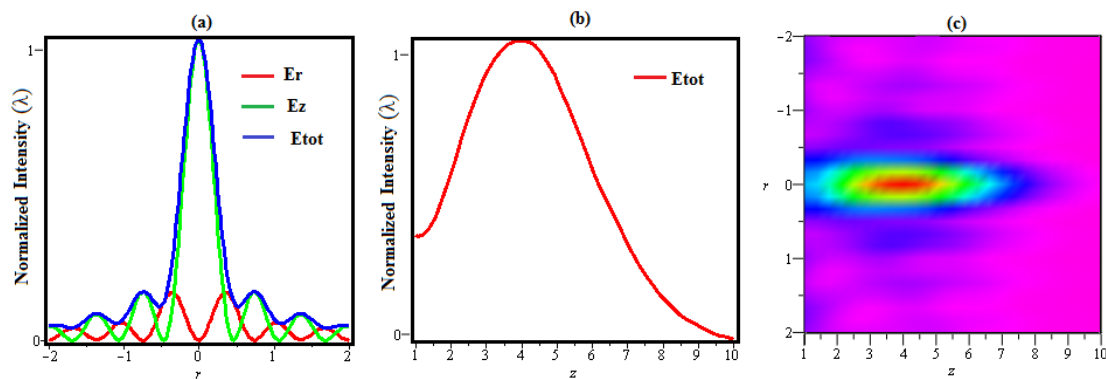 (a)
Normalized Intensity (λ)
1
0
Er
Ez
Etot
−2 −1 0 1 2
r
(b)
Normalized Intensity (λ)
1
0
Etot
1 2 3 4 5 6 7 8 9 10
z
(c)
-2
-1
r 0
1
2
1 2 3 4 5 6 7 8 9 10
z